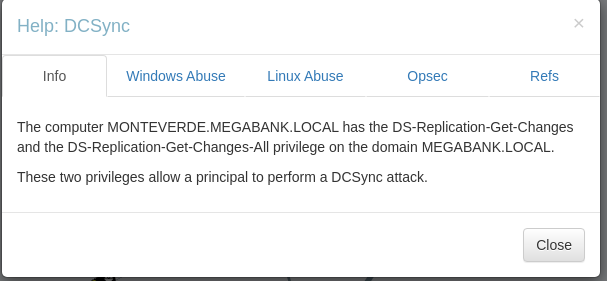 Help: DCSync
×
Info Windows Abuse Linux Abuse Opsec Refs
The computer MONTEVERDE.MEGABANK.LOCAL has the DS-Replication-Get-Changes
and the DS-Replication-Get-Changes-All privilege on the domain MEGABANK.LOCAL.
These two privileges allow a principal to perform a DCSync attack.
Close